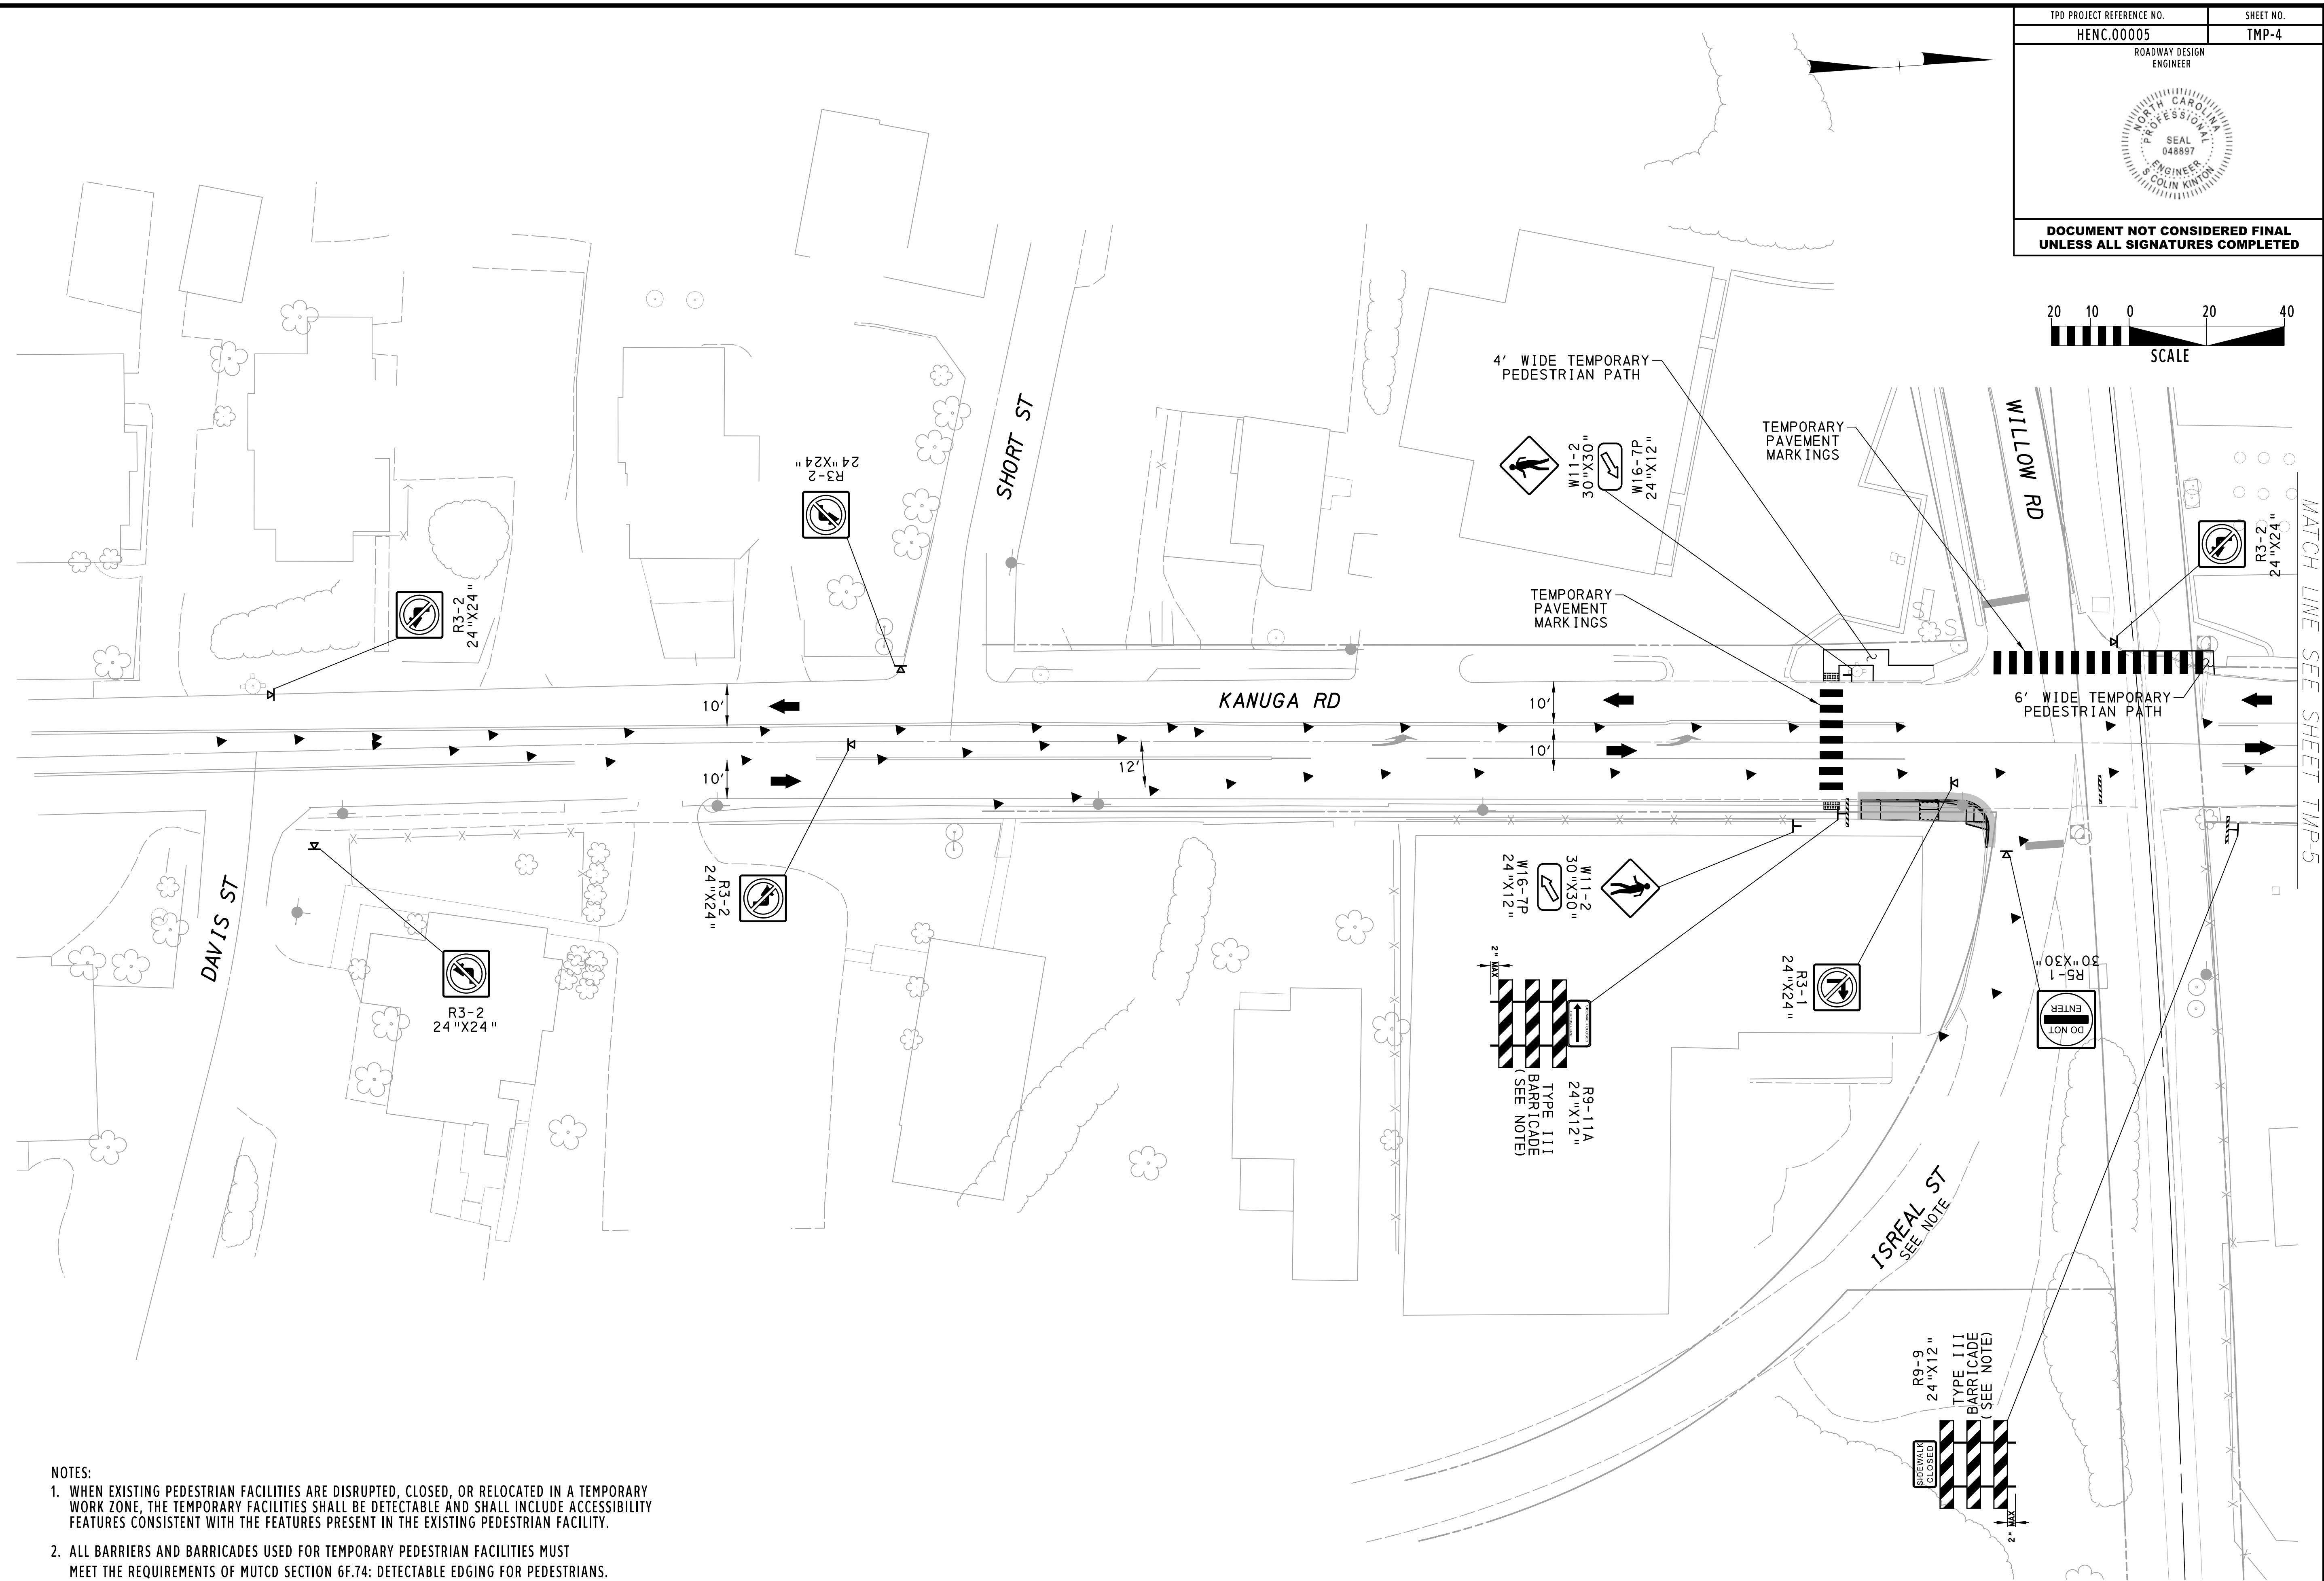 TPD PROJECT REFERENCE NO.
SHEET NO.
HENC.00005
TMP-4
ROADWAY DESIGN
ENGINEER
NORTH CAROLINA
PROFESSIONAL
SEAL
048897
ENGINEER
S COLIN KINTON
DOCUMENT NOT CONSIDERED FINAL
UNLESS ALL SIGNATURES COMPLETED
20 10 0 20 40
SCALE
4' WIDE TEMPORARY
PEDESTRIAN PATH
TEMPORARY
PAVEMENT
MARKINGS
WILLOW RD
W11-2
30"X30"
W16-7P
24"X12"
SHORT ST
R3-2
24"X24"
R3-2
24"X24"
R3-2
24"X24"
MATCH LINE SEE SHEET TMP-5
TEMPORARY
PAVEMENT
MARKINGS
S
S
KANUGA RD
6' WIDE TEMPORARY
PEDESTRIAN PATH
10'
10'
10'
10'
12'
DAVIS ST
R3-2
24"X24"
R3-2
24"X24"
W11-2
30"X30"
W16-7P
24"X12"
2" MAX
R9-11A
24"X12"
TYPE III
BARRICADE
(SEE NOTE)
R3-1
24"X24"
R5-1
30"X30"
DO NOT
ENTER
ISREAL ST
SEE NOTE
R9-9
24"X12"
TYPE III
BARRICADE
(SEE NOTE)
SIDEWALK
CLOSED
2" MAX
NOTES:
1. WHEN EXISTING PEDESTRIAN FACILITIES ARE DISRUPTED, CLOSED, OR RELOCATED IN A TEMPORARY
WORK ZONE, THE TEMPORARY FACILITIES SHALL BE DETECTABLE AND SHALL INCLUDE ACCESSIBILITY
FEATURES CONSISTENT WITH THE FEATURES PRESENT IN THE EXISTING PEDESTRIAN FACILITY.
2. ALL BARRIERS AND BARRICADES USED FOR TEMPORARY PEDESTRIAN FACILITIES MUST
MEET THE REQUIREMENTS OF MUTCD SECTION 6F.74: DETECTABLE EDGING FOR PEDESTRIANS.